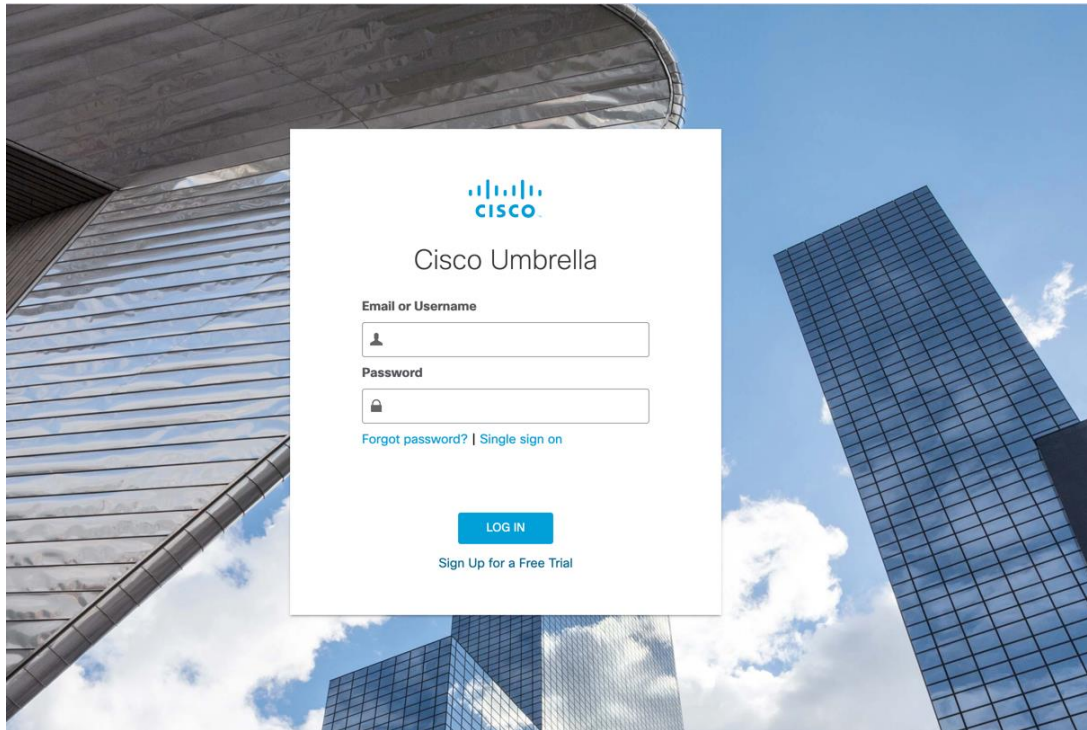 CISCO
Cisco Umbrella
Email or Username
Password
Forgot password? | Single sign on
LOG IN
Sign Up for a Free Trial